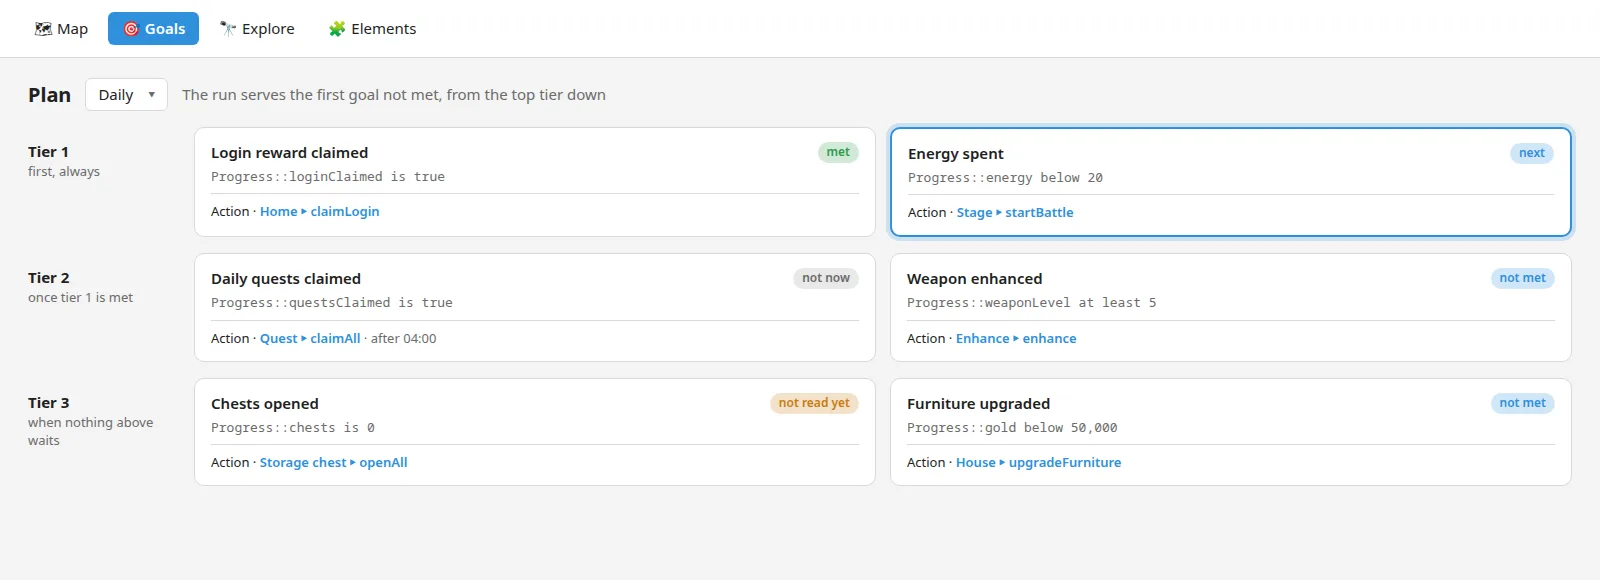 Map
Goals
Explore
Elements
Plan
Daily
The run serves the first goal not met, from the top tier down
Tier 1
first, always
Login reward claimed
met
Progress::loginClaimed is true
Action · Home ▸ claimLogin
Energy spent
next
Progress::energy below 20
Action · Stage ▸ startBattle
Tier 2
once tier 1 is met
Daily quests claimed
not now
Progress::questsClaimed is true
Action · Quest ▸ claimAll · after 04:00
Weapon enhanced
not met
Progress::weaponLevel at least 5
Action · Enhance ▸ enhance
Tier 3
when nothing above
waits
Chests opened
not read yet
Progress::chests is 0
Action · Storage chest ▸ openAll
Furniture upgraded
not met
Progress::gold below 50,000
Action · House ▸ upgradeFurniture